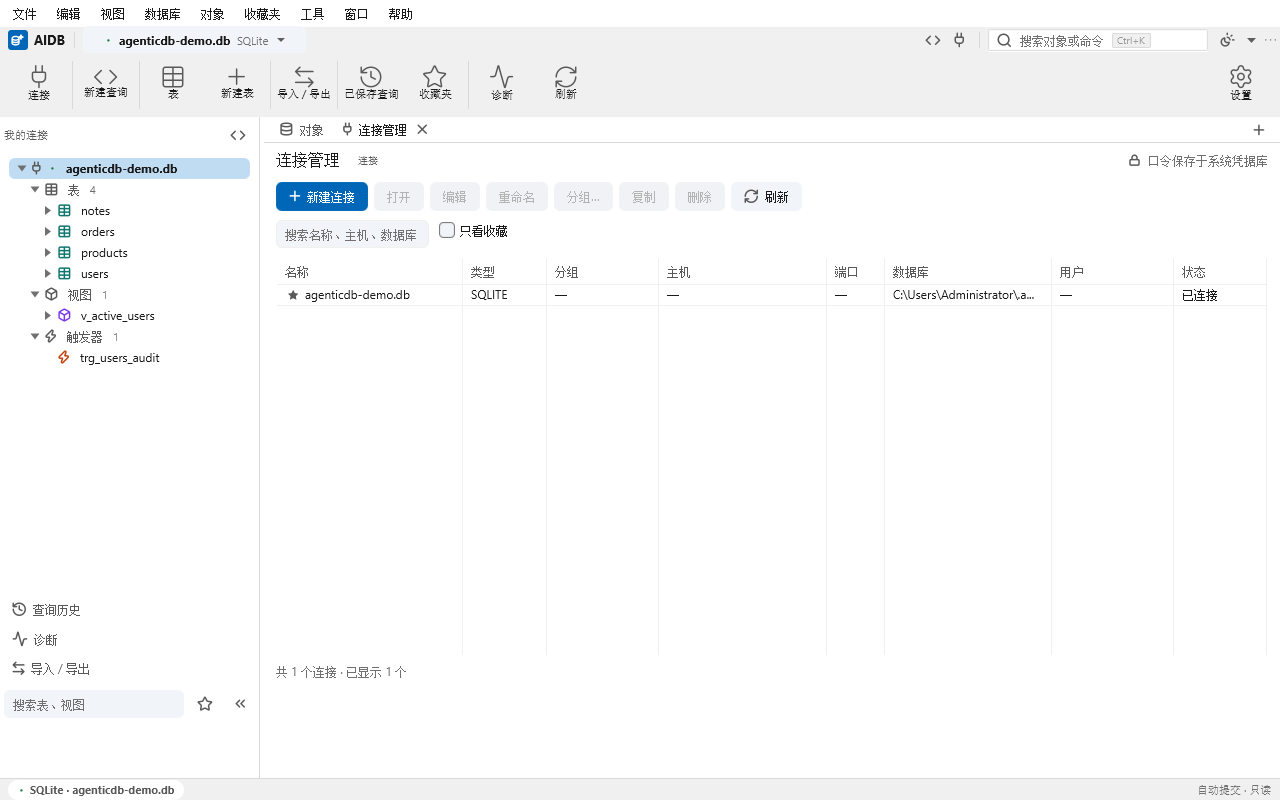 文件 编辑 视图 数据库 对象 收藏夹 工具 窗口 帮助
AIDB · agenticdb-demo.db SQLite 搜索对象或命令 Ctrl+K
连接 新建查询 表 新建表 导入 / 导出 已保存查询 收藏夹 诊断 刷新 设置
我的连接
· agenticdb-demo.db
表 4
notes
orders
products
users
视图 1
v_active_users
触发器 1
trg_users_audit
查询历史
诊断
导入 / 导出
搜索表、视图
对象 连接管理
连接管理 连接 口令保存于系统凭据库
新建连接 打开 编辑 重命名 分组... 复制 删除 刷新
搜索名称、主机、数据库 只看收藏
名称 类型 分组 主机 端口 数据库 用户 状态
★ agenticdb-demo.db SQLITE — — — C:\Users\Administrator\.a... — 已连接
共 1 个连接 · 已显示 1 个
· SQLite · agenticdb-demo.db 自动提交 · 只读